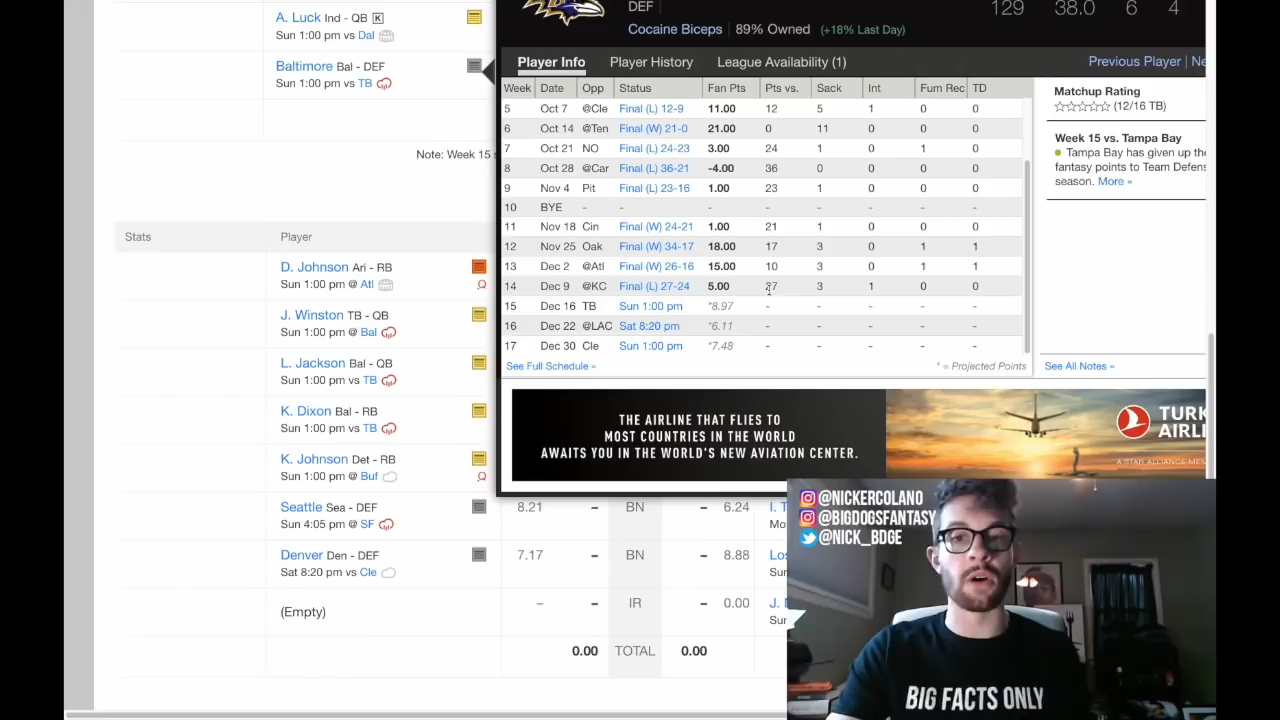 A. Luck Ind - QB K
Sun 1:00 pm vs Dal
Baltimore Bal - DEF
Sun 1:00 pm vs TB
Note: Week 15
DEF
129 38.0 6 4
Cocaine Biceps 89% Owned (+18% Last Day)
Player Info Player History League Availability (1) Previous Player | Ne
Week Date Opp Status Fan Pts Pts vs. Sack Int Fum Rec TD
5 Oct 7 @Cle Final (L) 12-9 11.00 12 5 1 0 0
6 Oct 14 @Ten Final (W) 21-0 21.00 0 11 0 0 0
7 Oct 21 NO Final (L) 24-23 3.00 24 1 0 1 0
8 Oct 28 @Car Final (L) 36-21 -4.00 36 0 0 0 0
9 Nov 4 Pit Final (L) 23-16 1.00 23 1 0 0 0
10 BYE - - - - - - - -
11 Nov 18 Cin Final (W) 24-21 1.00 21 1 0 0 0
12 Nov 25 Oak Final (W) 34-17 18.00 17 3 0 1 1
13 Dec 2 @Atl Final (W) 26-16 15.00 10 3 0 1 1
14 Dec 9 @KC Final (L) 27-24 5.00 27 3 1 0 0
15 Dec 16 TB Sun 1:00 pm *8.97 - - - - -
16 Dec 22 @LAC Sat 8:20 pm *6.11 - - - - -
17 Dec 30 Cle Sun 1:00 pm *7.48 - - - - -
See Full Schedule » * = Projected Points
Matchup Rating
☆☆☆☆☆ (12/16 TB)
Week 15 vs. Tampa Bay
Tampa Bay has given up the
fantasy points to Team Defens
season. More »
See All Notes »
THE AIRLINE THAT FLIES TO
MOST COUNTRIES IN THE WORLD
AWAITS YOU IN THE WORLD'S NEW AVIATION CENTER.
TURK
AIRLI
A STAR ALLIANCE MEM
Stats Player
D. Johnson Ari - RB
Sun 1:00 pm @ Atl
J. Winston TB - QB
Sun 1:00 pm @ Bal
L. Jackson Bal - QB
Sun 1:00 pm vs TB
K. Dixon Bal - RB
Sun 1:00 pm vs TB
K. Johnson Det - RB
Sun 1:00 pm @ Buf
Seattle Sea - DEF 8.21 – BN – 6.24 I. T
Sun 4:05 pm @ SF Mo
Denver Den - DEF 7.17 – BN – 8.88 Los
Sat 8:20 pm vs Cle Sun
(Empty) – – IR – 0.00 J.
Sun
0.00 TOTAL 0.00
@NICKERCOLANO
@BIGDOGSFANTASY
@NICK_BDGE
BIG FACTS ONLY